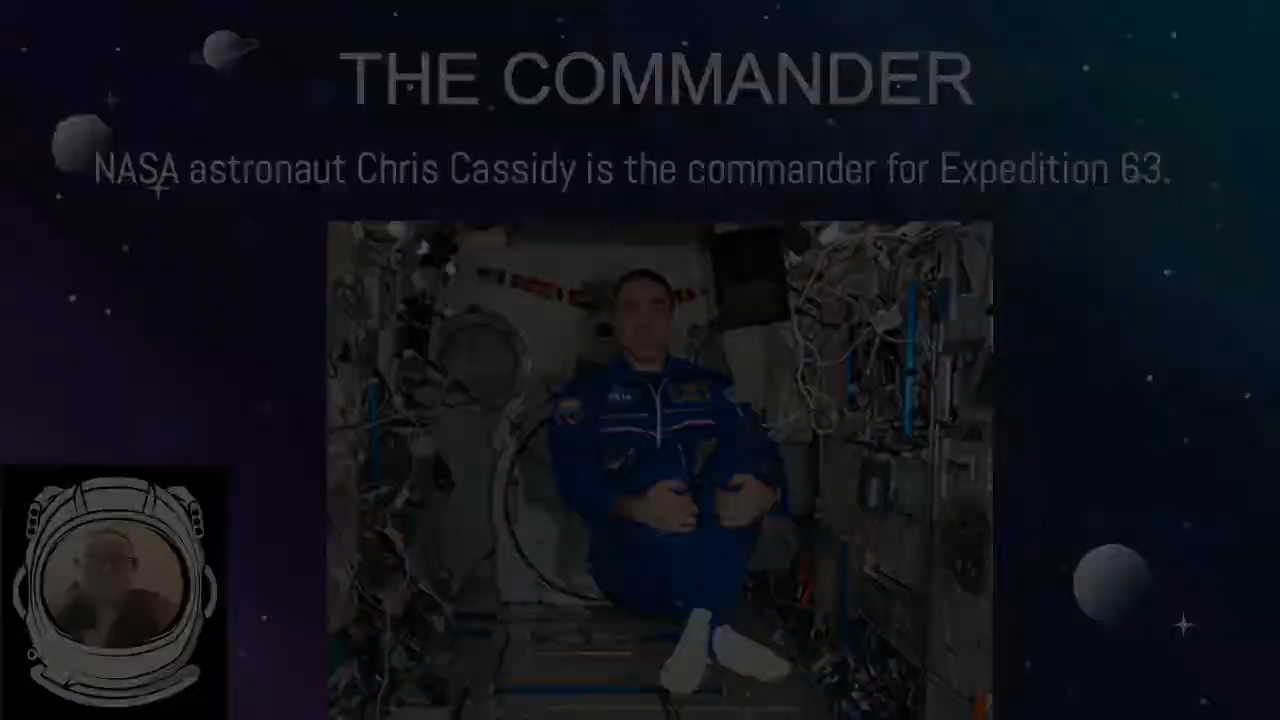 THE COMMANDER
NASA astronaut Chris Cassidy is the commander for Expedition 63.